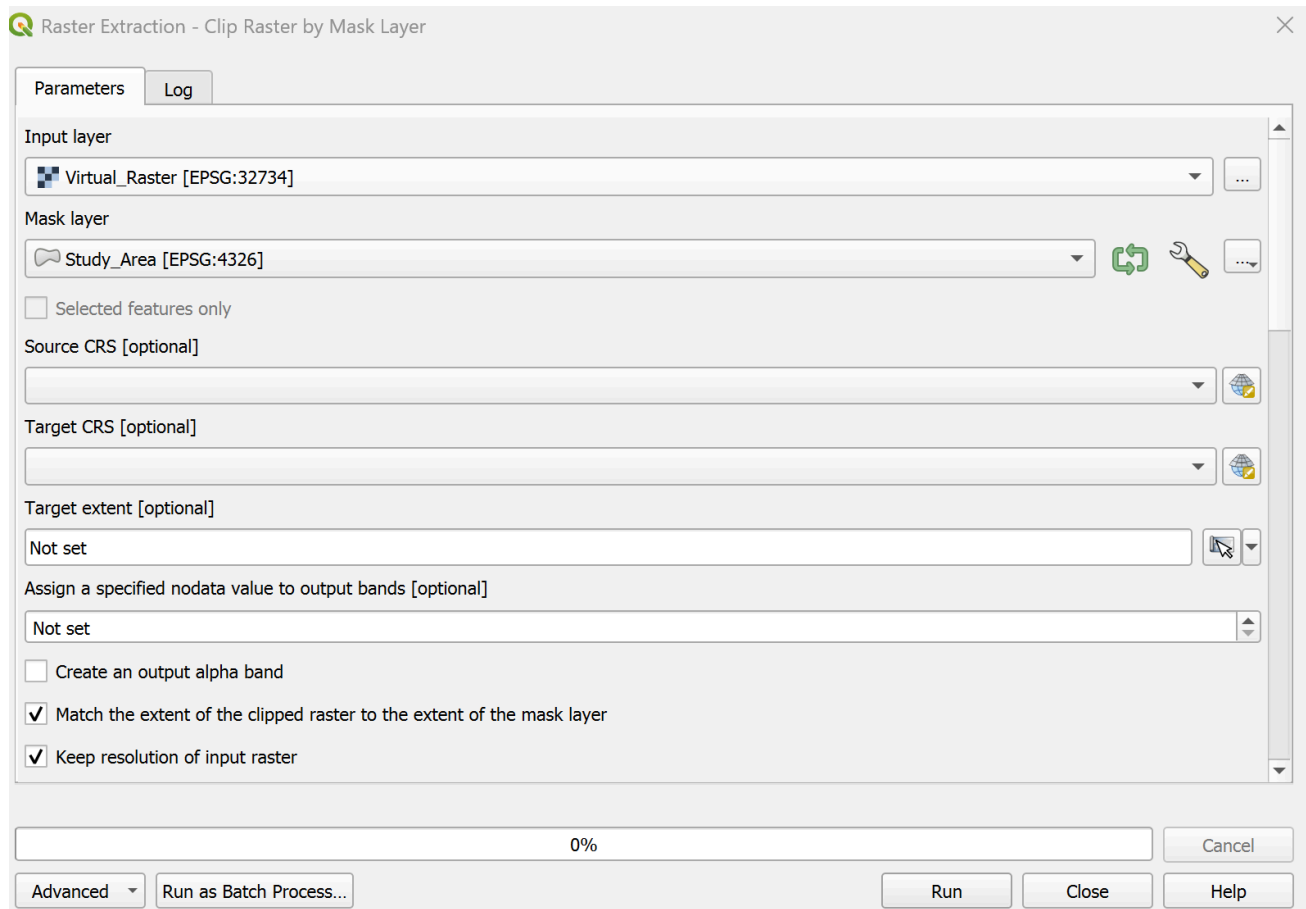 Raster Extraction - Clip Raster by Mask Layer
Parameters
Log
Input layer
Virtual_Raster [EPSG:32734]
...
Mask layer
Study_Area [EPSG:4326]
...
Selected features only
Source CRS [optional]
Target CRS [optional]
Target extent [optional]
Not set
Assign a specified nodata value to output bands [optional]
Not set
Create an output alpha band
Match the extent of the clipped raster to the extent of the mask layer
Keep resolution of input raster
0%
Cancel
Advanced
Run as Batch Process...
Run
Close
Help